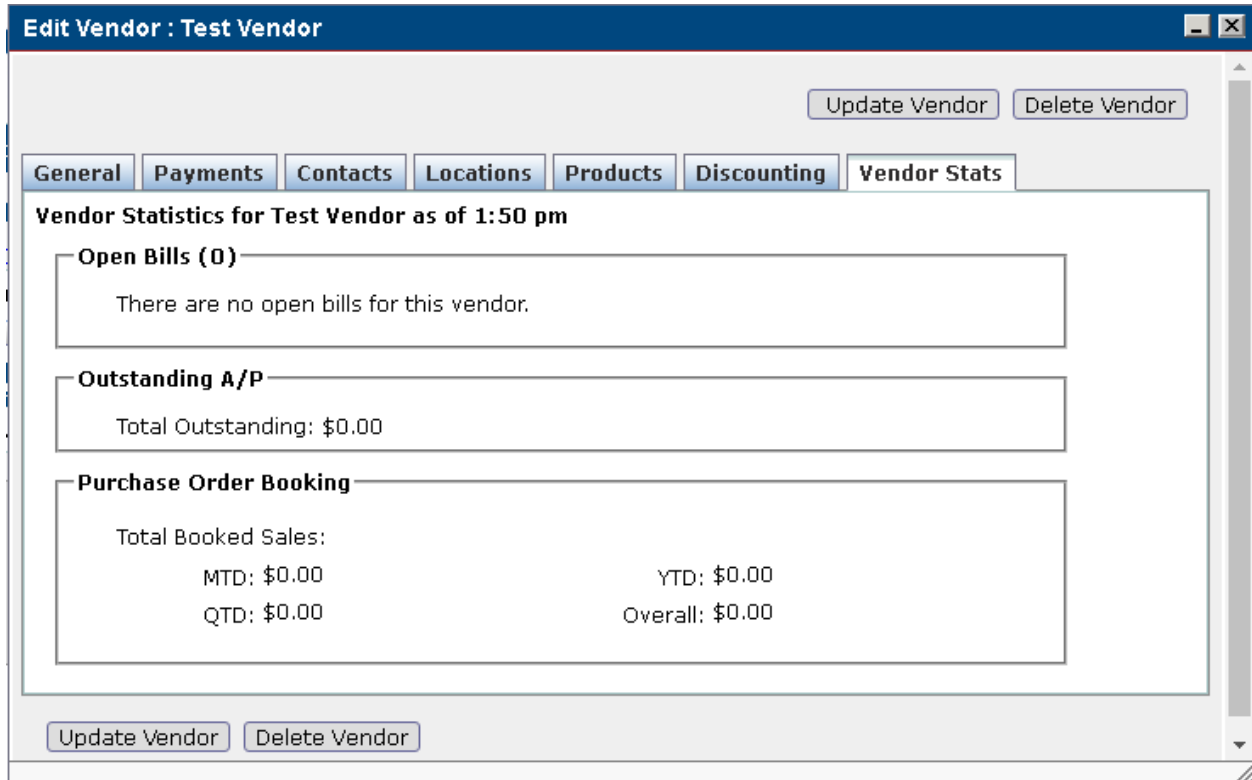 Edit Vendor : Test Vendor
Update Vendor Delete Vendor
General Payments Contacts Locations Products Discounting Vendor Stats
Vendor Statistics for Test Vendor as of 1:50 pm
Open Bills (0)
There are no open bills for this vendor.
Outstanding A/P
Total Outstanding: $0.00
Purchase Order Booking
Total Booked Sales:
MTD: $0.00 YTD: $0.00
QTD: $0.00 Overall: $0.00
Update Vendor Delete Vendor